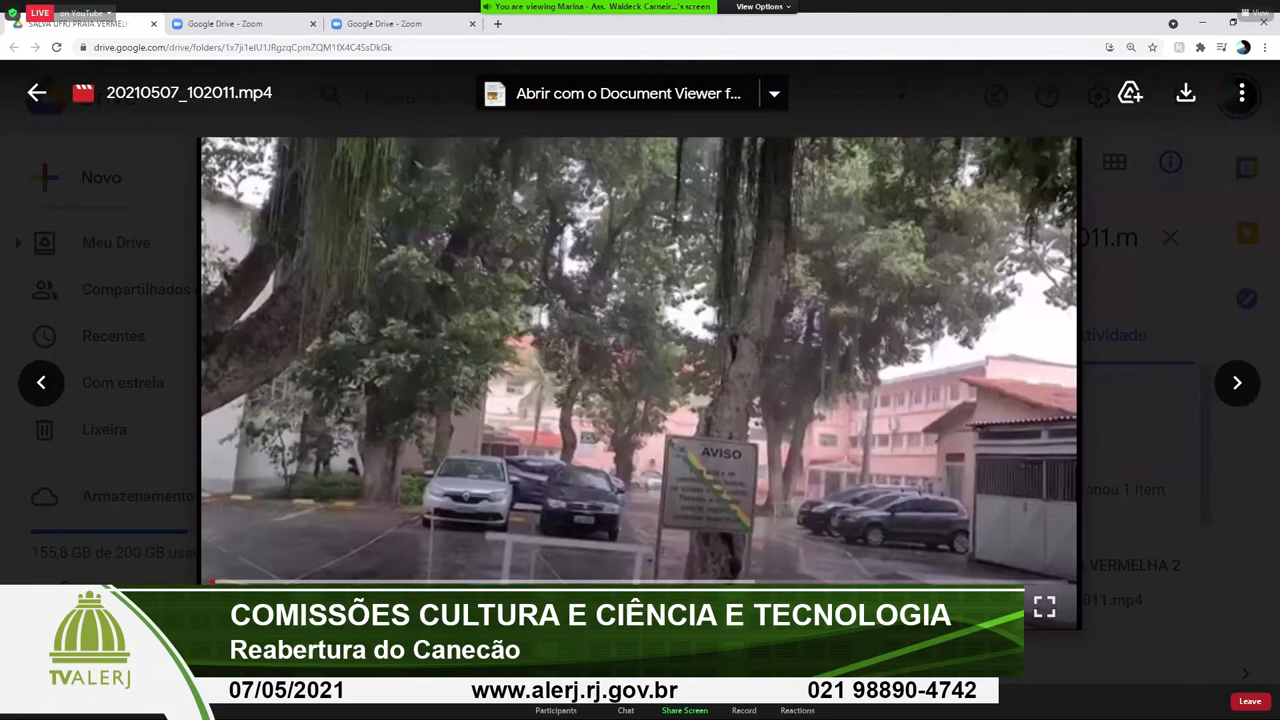 LIVE on YouTube
You are viewing Marina - Ass. Waldeck Carneir...'s screen
View Options
View
SALVA UFRJ PRAIA VERMELH
Google Drive - Zoom
Google Drive - Zoom
drive.google.com/drive/folders/1x7ji1eIU1JRgzqCpmZQM1fX4C4SsDkGk
20210507_102011.mp4
Abrir com o Document Viewer f...
Novo
Meu Drive
011.m
Compartilhados
Recentes
atividade
Com estrela
Lixeira
AVISO
Armazenamento
onou 1 item
155,8 GB de 200 GB usa
VERMELHA 2
011.mp4
COMISSÕES CULTURA E CIÊNCIA E TECNOLOGIA
Reabertura do Canecão
TVALERJ
07/05/2021
www.alerj.rj.gov.br
021 98890-4742
Participants
Chat
Share Screen
Record
Reactions
Leave